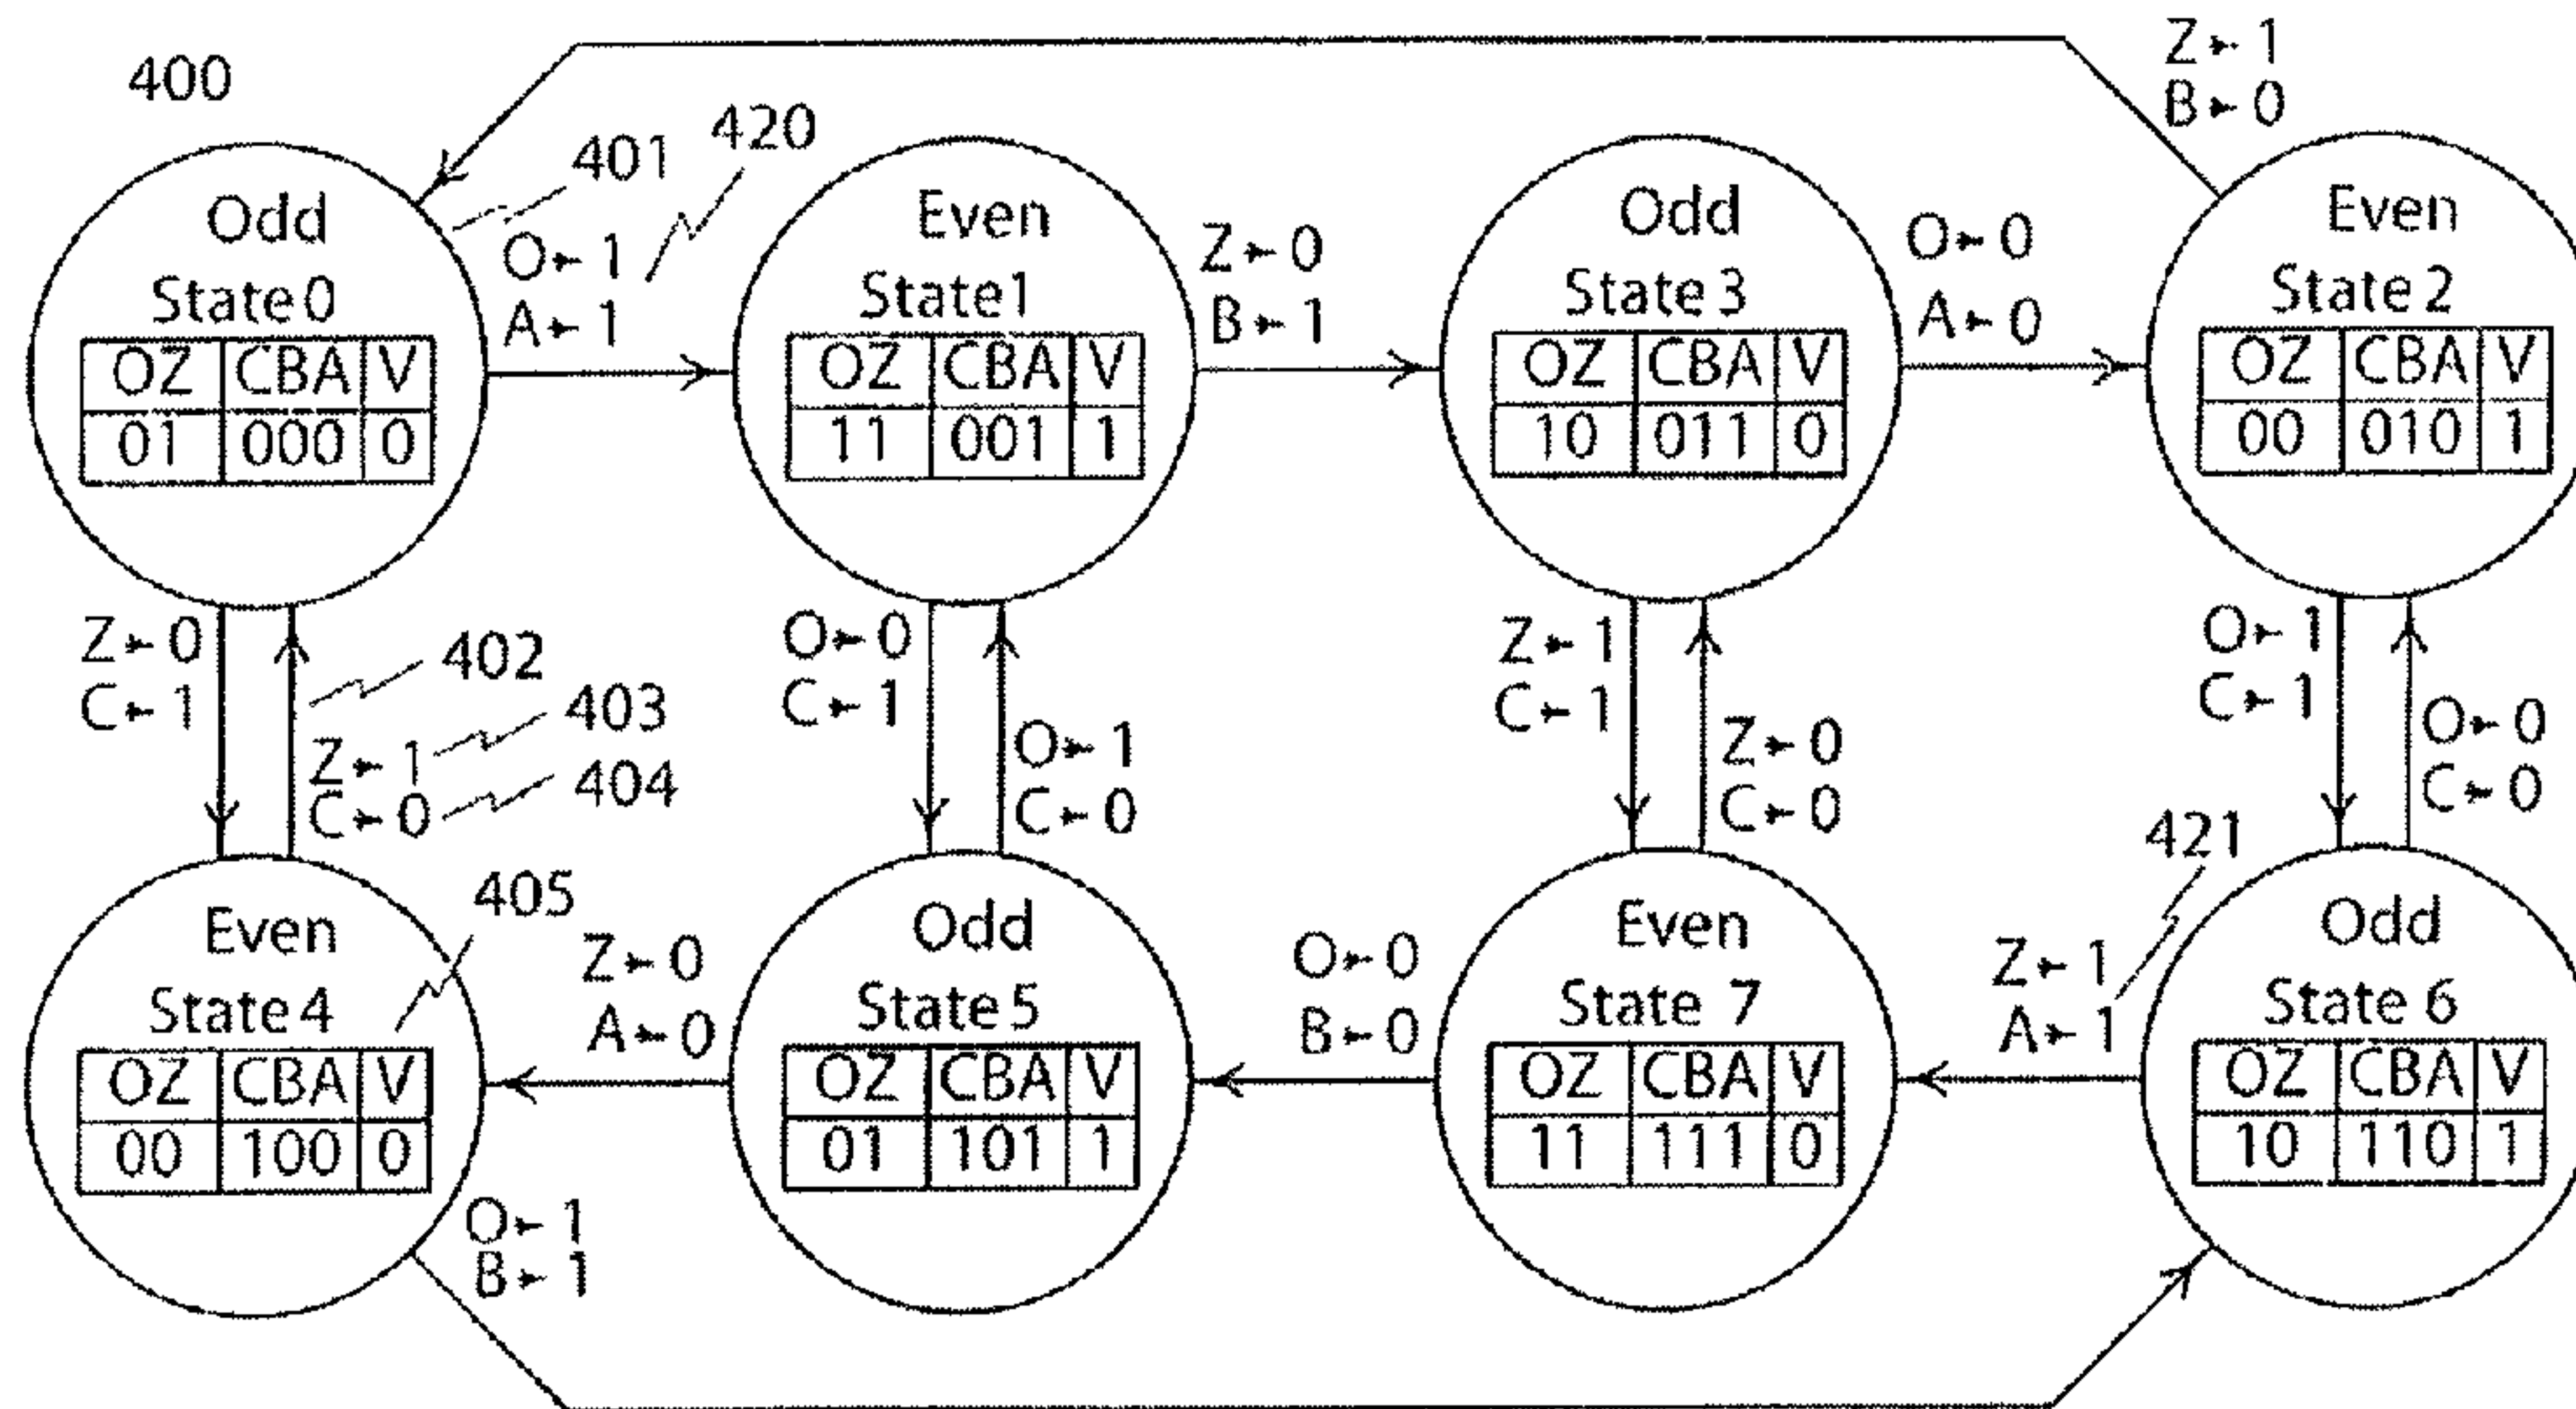 400
401
420
Z ← 1
B ← 0
Odd
State 0
OZ CBA V
01 000 0
O ← 1
A ← 1
Even
State 1
OZ CBA V
11 001 1
Z ← 0
B ← 1
Odd
State 3
OZ CBA V
10 011 0
O ← 0
A ← 0
Even
State 2
OZ CBA V
00 010 1
Z ← 0
C ← 1
402
403
404
Z ← 1
C ← 0
O ← 0
C ← 1
O ← 1
C ← 0
Z ← 1
C ← 1
Z ← 0
C ← 0
O ← 1
C ← 1
O ← 0
C ← 0
421
405
Even
State 4
OZ CBA V
00 100 0
Z ← 0
A ← 0
Odd
State 5
OZ CBA V
01 101 1
O ← 0
B ← 0
Even
State 7
OZ CBA V
11 111 0
Z ← 1
A ← 1
Odd
State 6
OZ CBA V
10 110 1
O ← 1
B ← 1